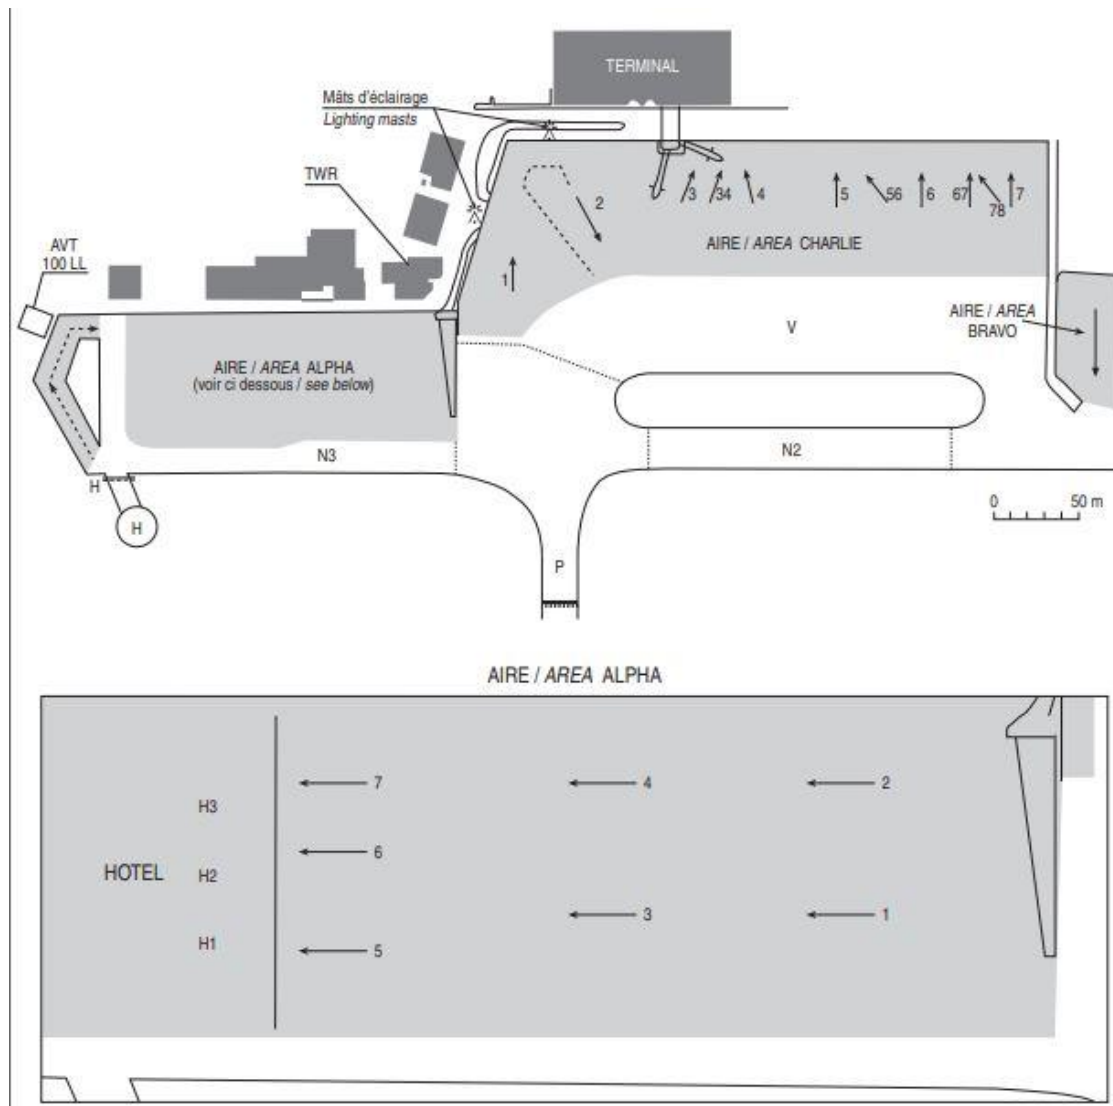 TERMINAL
Mâts d'éclairage
Lighting masts
TWR
AVT
100 LL
2
3
34
4
5
56
6
67
78
7
1
AIRE / AREA CHARLIE
AIRE / AREA
BRAVO
V
AIRE / AREA ALPHA
(voir ci dessous / see below)
N3
N2
H
H
0 50 m
P
AIRE / AREA ALPHA
7
4
2
H3
6
HOTEL
H2
3
1
H1
5